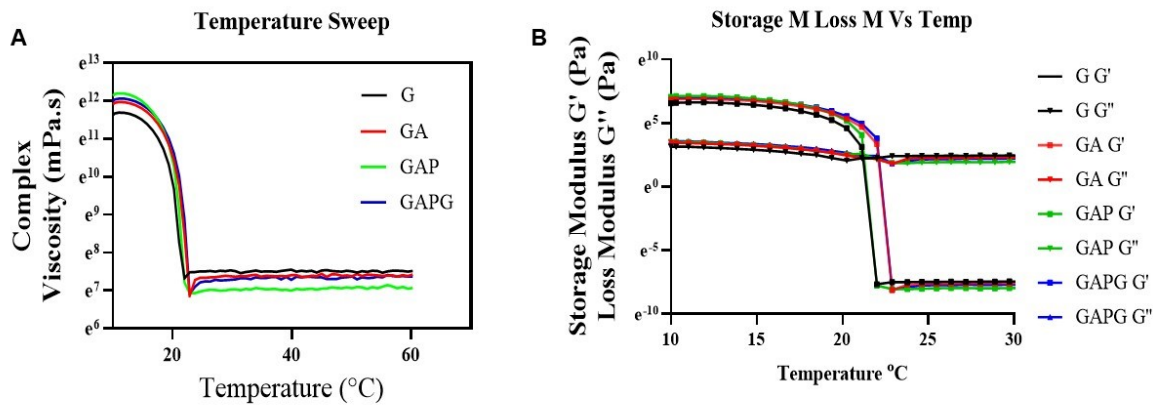 A
Temperature Sweep
Complex
Viscosity (mPa.s)
e13
e12
e11
e10
e9
e8
e7
e6
20
40
60
Temperature (°C)
G
GA
GAP
GAPG
B
Storage M Loss M Vs Temp
Storage Modulus G' (Pa)
Loss Modulus G'' (Pa)
e10
e5
e0
e-5
e-10
10
15
20
25
30
Temperature ºC
G G'
G G''
GA G'
GA G''
GAP G'
GAP G''
GAPG G'
GAPG G''